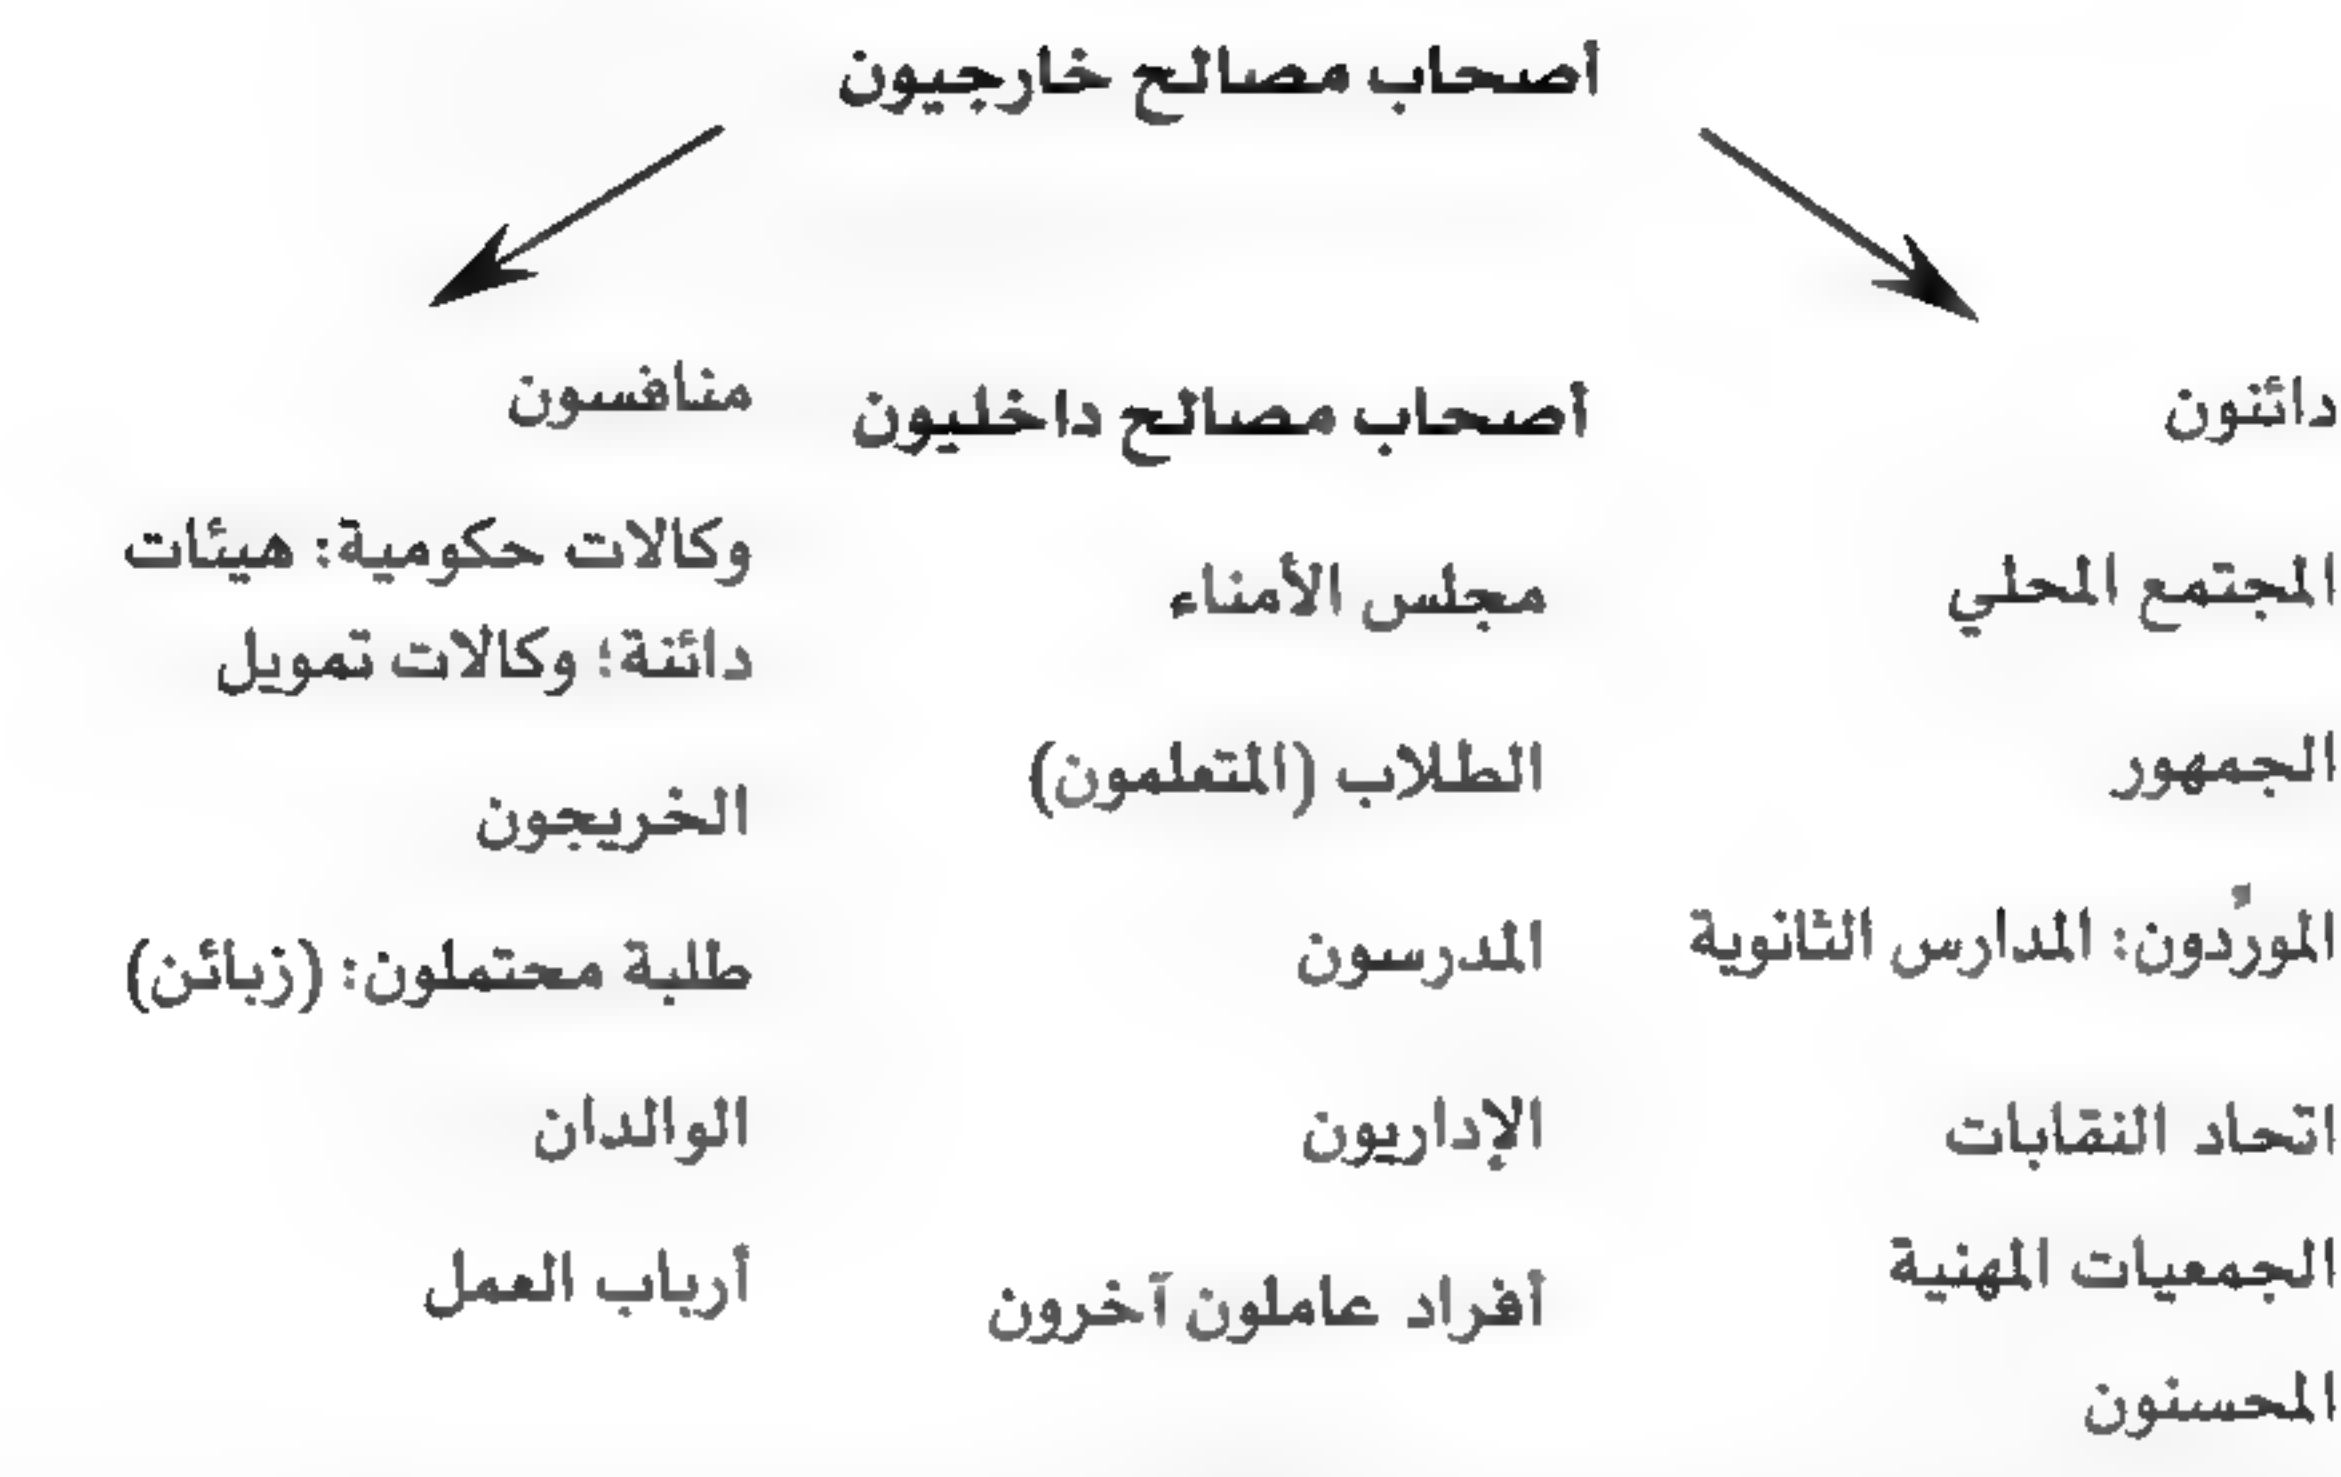 أصحاب مصالح خارجيون
دائنون
المجتمع المحلي
الجمهور
المورِّدون: المدارس الثانوية
اتحاد النقابات
الجمعيات المهنية
المحسنون
أصحاب مصالح داخليون
مجلس الأمناء
الطلاب (المتعلمون)
المدرسون
الإداريون
أفراد عاملون آخرون
منافسون
وكالات حكومية: هيئات
دائنة؛ وكالات تمويل
الخريجون
طلبة محتملون: (زبائن)
الوالدان
أرباب العمل